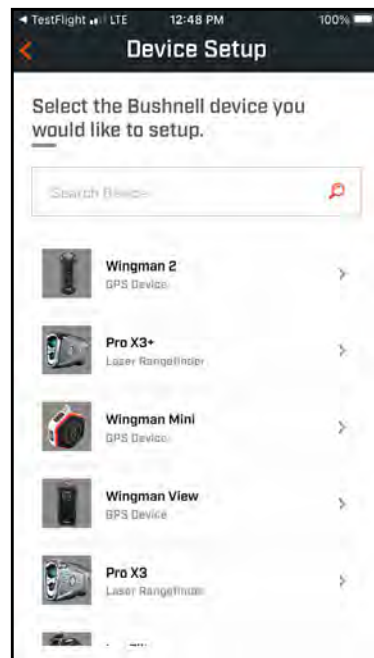 TestFlight LTE 12:48 PM 100%
Device Setup
Select the Bushnell device you
would like to setup.
Search Device
Wingman 2
GPS Device
Pro X3+
Laser Rangefinder
Wingman Mini
GPS Device
Wingman View
GPS Device
Pro X3
Laser Rangefinder